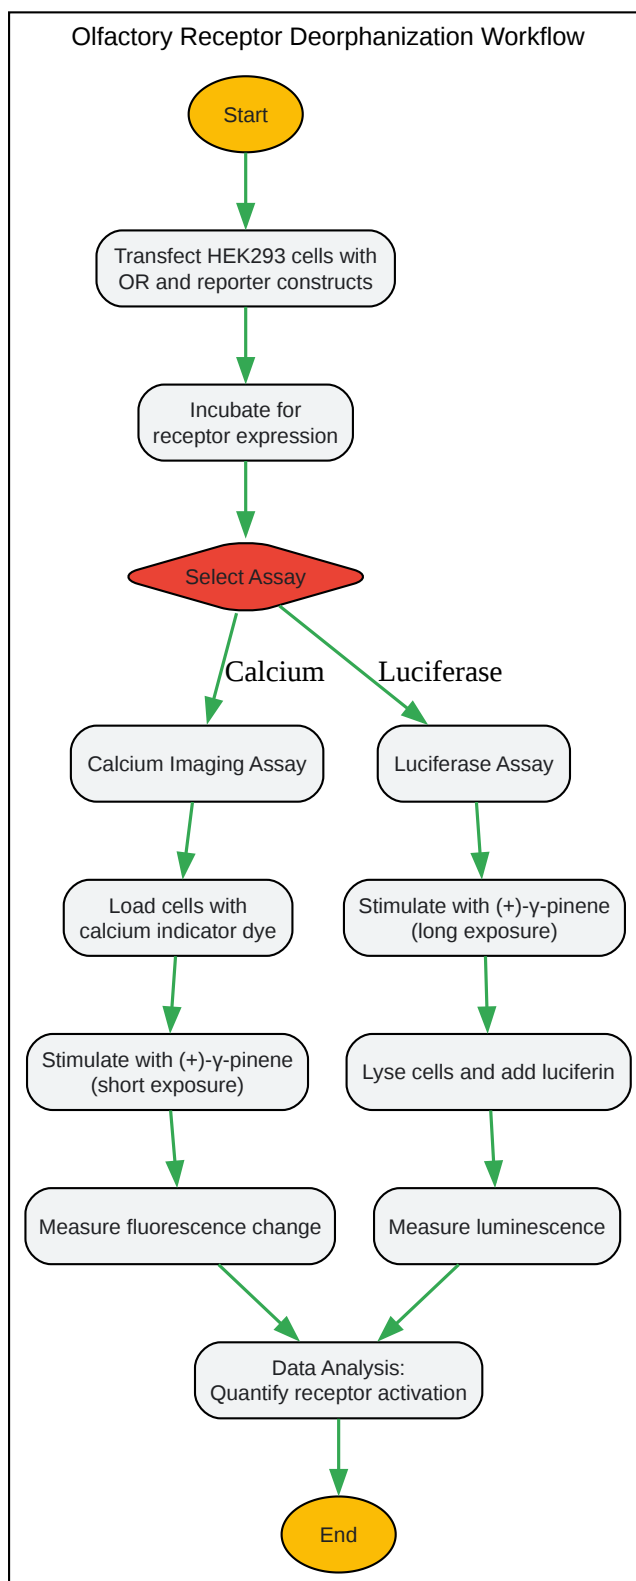 Olfactory Receptor Deorphanization Workflow
Start
Transfect HEK293 cells with
OR and reporter constructs
Incubate for
receptor expression
Select Assay
Calcium
Luciferase
Calcium Imaging Assay
Luciferase Assay
Load cells with
calcium indicator dye
Stimulate with (+)-γ-pinene
(long exposure)
Stimulate with (+)-γ-pinene
(short exposure)
Lyse cells and add luciferin
Measure fluorescence change
Measure luminescence
Data Analysis:
Quantify receptor activation
End